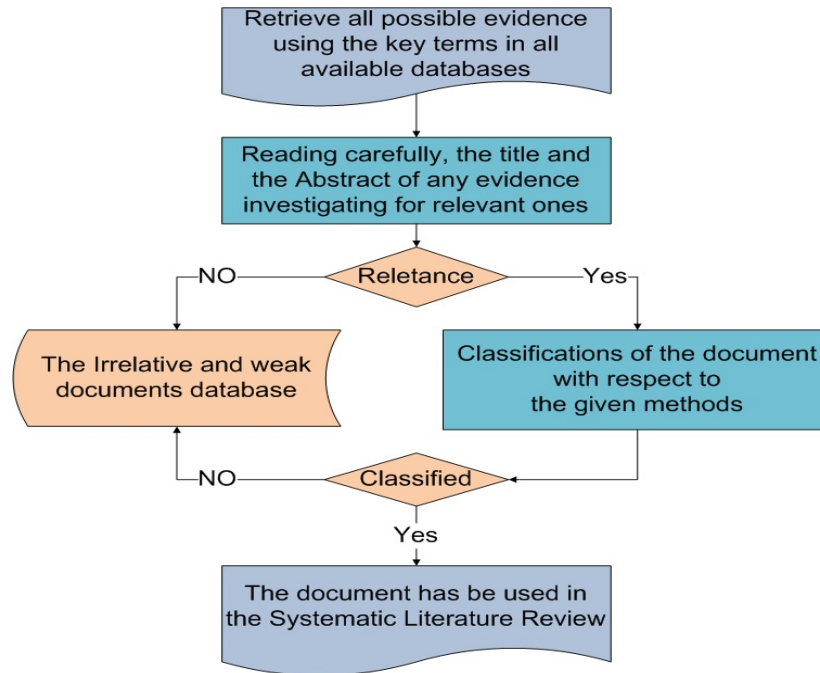 Retrieve all possible evidence
using the key terms in all
available databases
Reading carefully, the title and
the Abstract of any evidence
investigating for relevant ones
Reletance
NO
Yes
The Irrelative and weak
documents database
Classifications of the document
with respect to
the given methods
Classified
NO
Yes
The document has be used in
the Systematic Literature Review